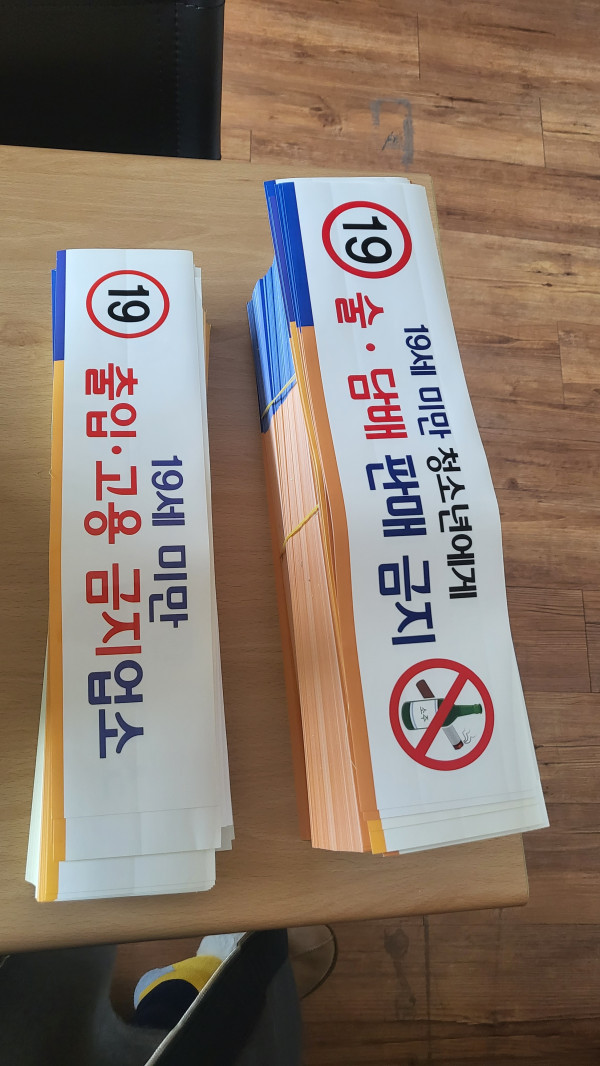 19
19세 미만
출입·고용 금지업소
19
19세 미만 청소년에게
술·담배 판매 금지
소주